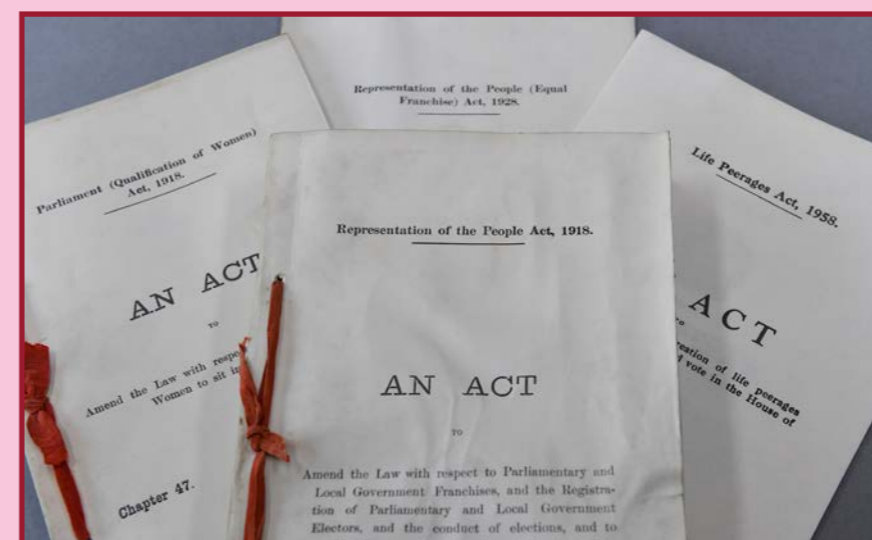 Representation of the People (Equal
Franchise) Act, 1928.
Parliament (Qualification of Women)
Act, 1918.
AN ACT
TO
Amend the Law with respe
Women to sit in
Chapter 47.
Representation of the People Act, 1918.
AN ACT
TO
Amend the Law with respect to Parliamentary and
Local Government Franchises, and the Registra-
tion of Parliamentary and Local Government
Electors, and the conduct of elections, and to
Life Peerages Act, 1958.
ACT
TO
reation of life peerages
d vote in the House of